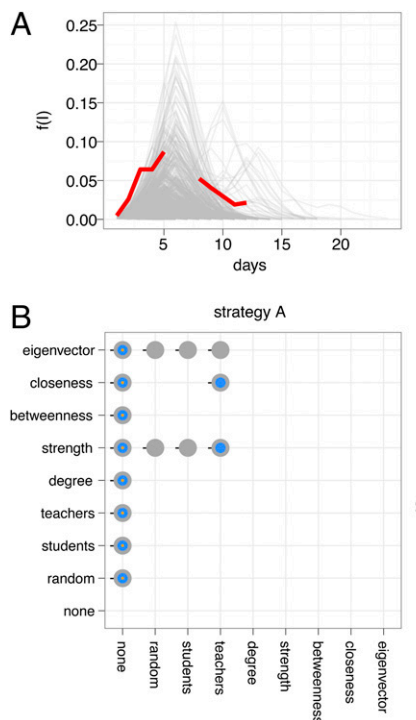 A
0.25
0.20
0.15
0.10
0.05
0.00
f(I)
5 10 15 20
days
B
strategy A
eigenvector
closeness
betweenness
strength
degree
teachers
students
random
none
none
random
students
teachers
degree
strength
betweenness
closeness
eigenvector